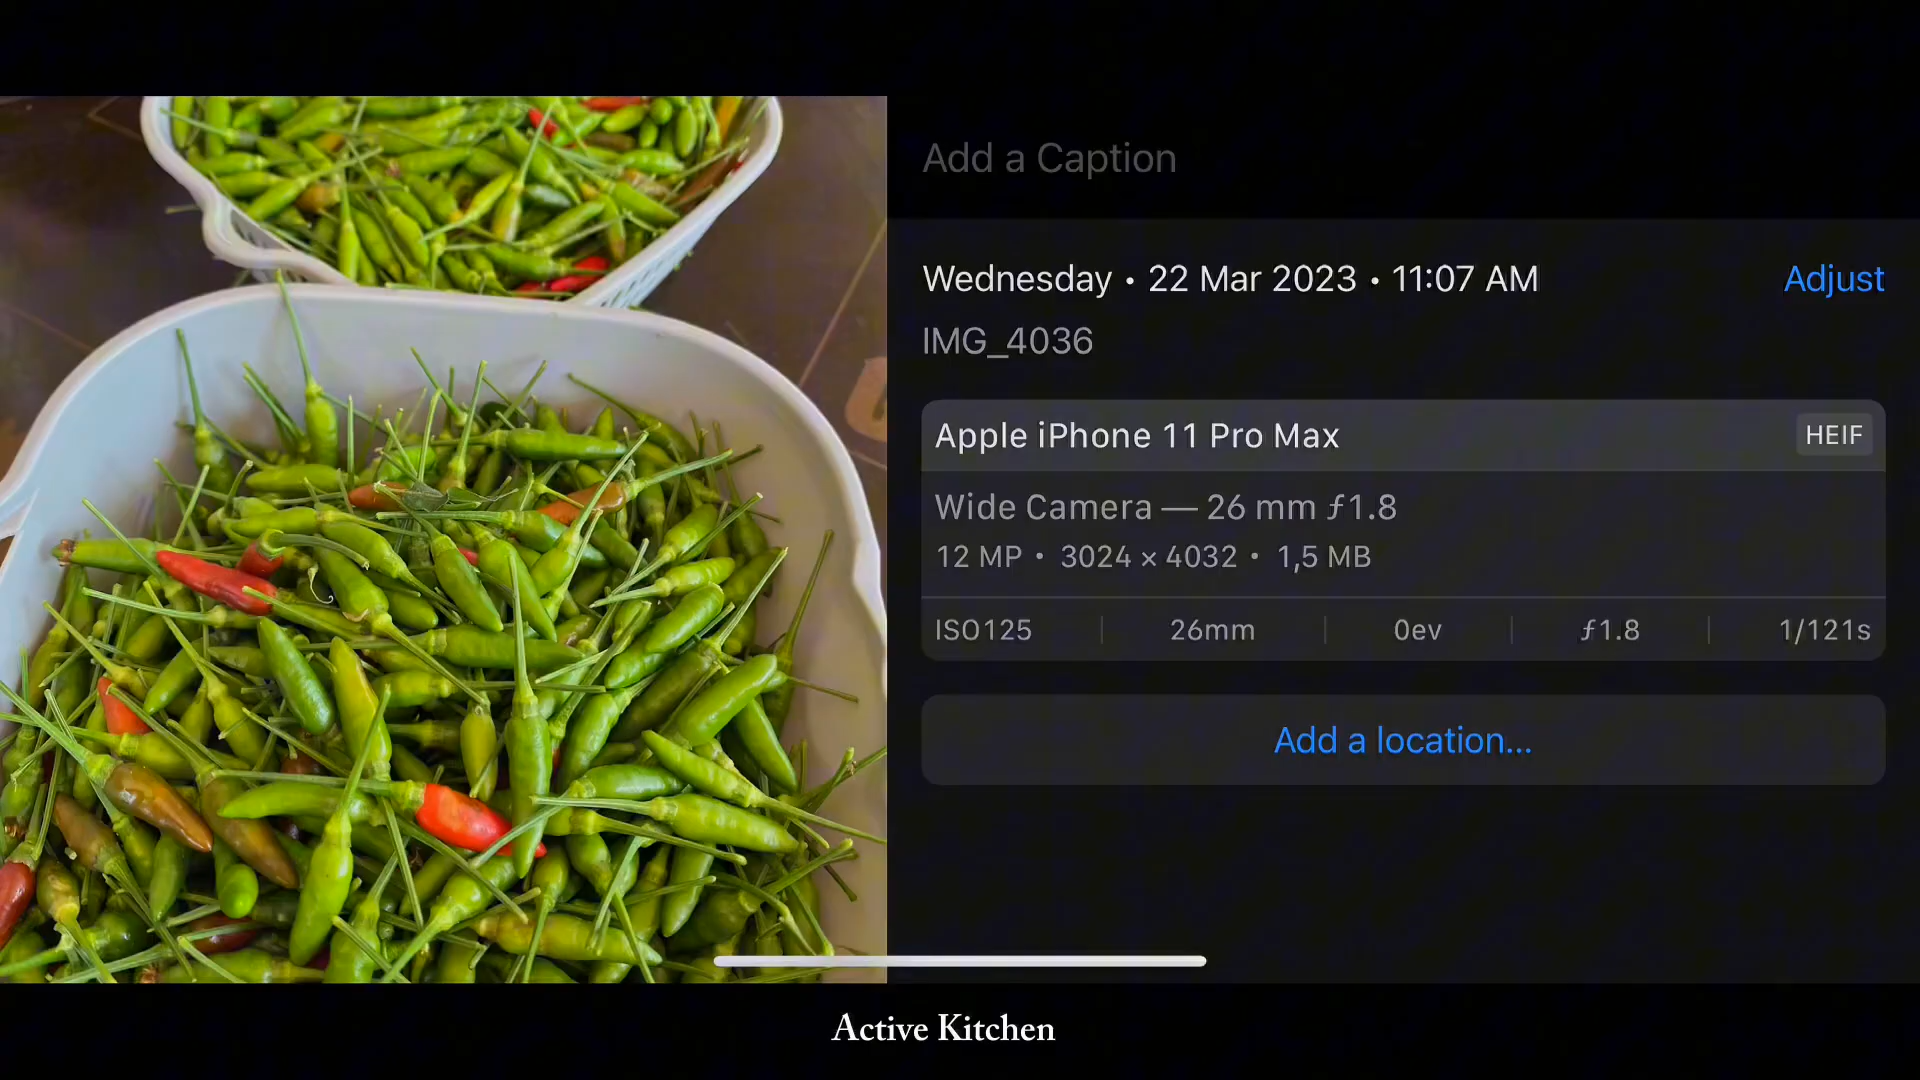 Add a Caption
Wednesday • 22 Mar 2023 • 11:07 AM
Adjust
IMG_4036
Apple iPhone 11 Pro Max
HEIF
Wide Camera — 26 mm ƒ1.8
12 MP • 3024 × 4032 • 1,5 MB
ISO125 | 26mm | 0ev | ƒ1.8 | 1/121s
Add a location...
Active Kitchen